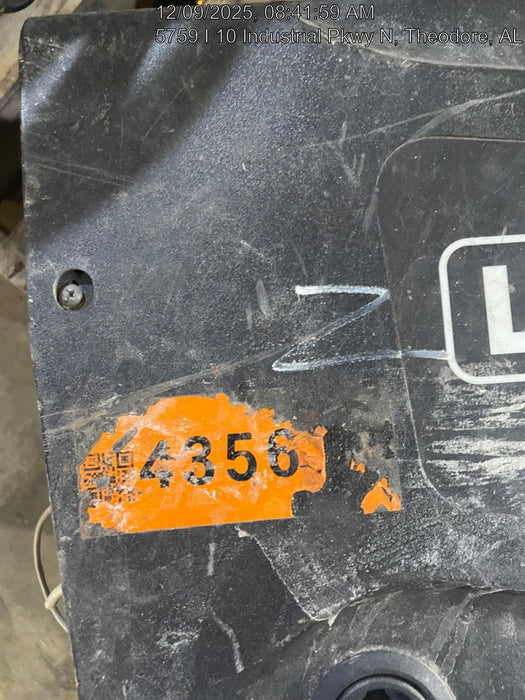 12/09/2025, 08:41:59 AM
5759 I 10 Industrial Pkwy N, Theodore, AL
L
Z
4356